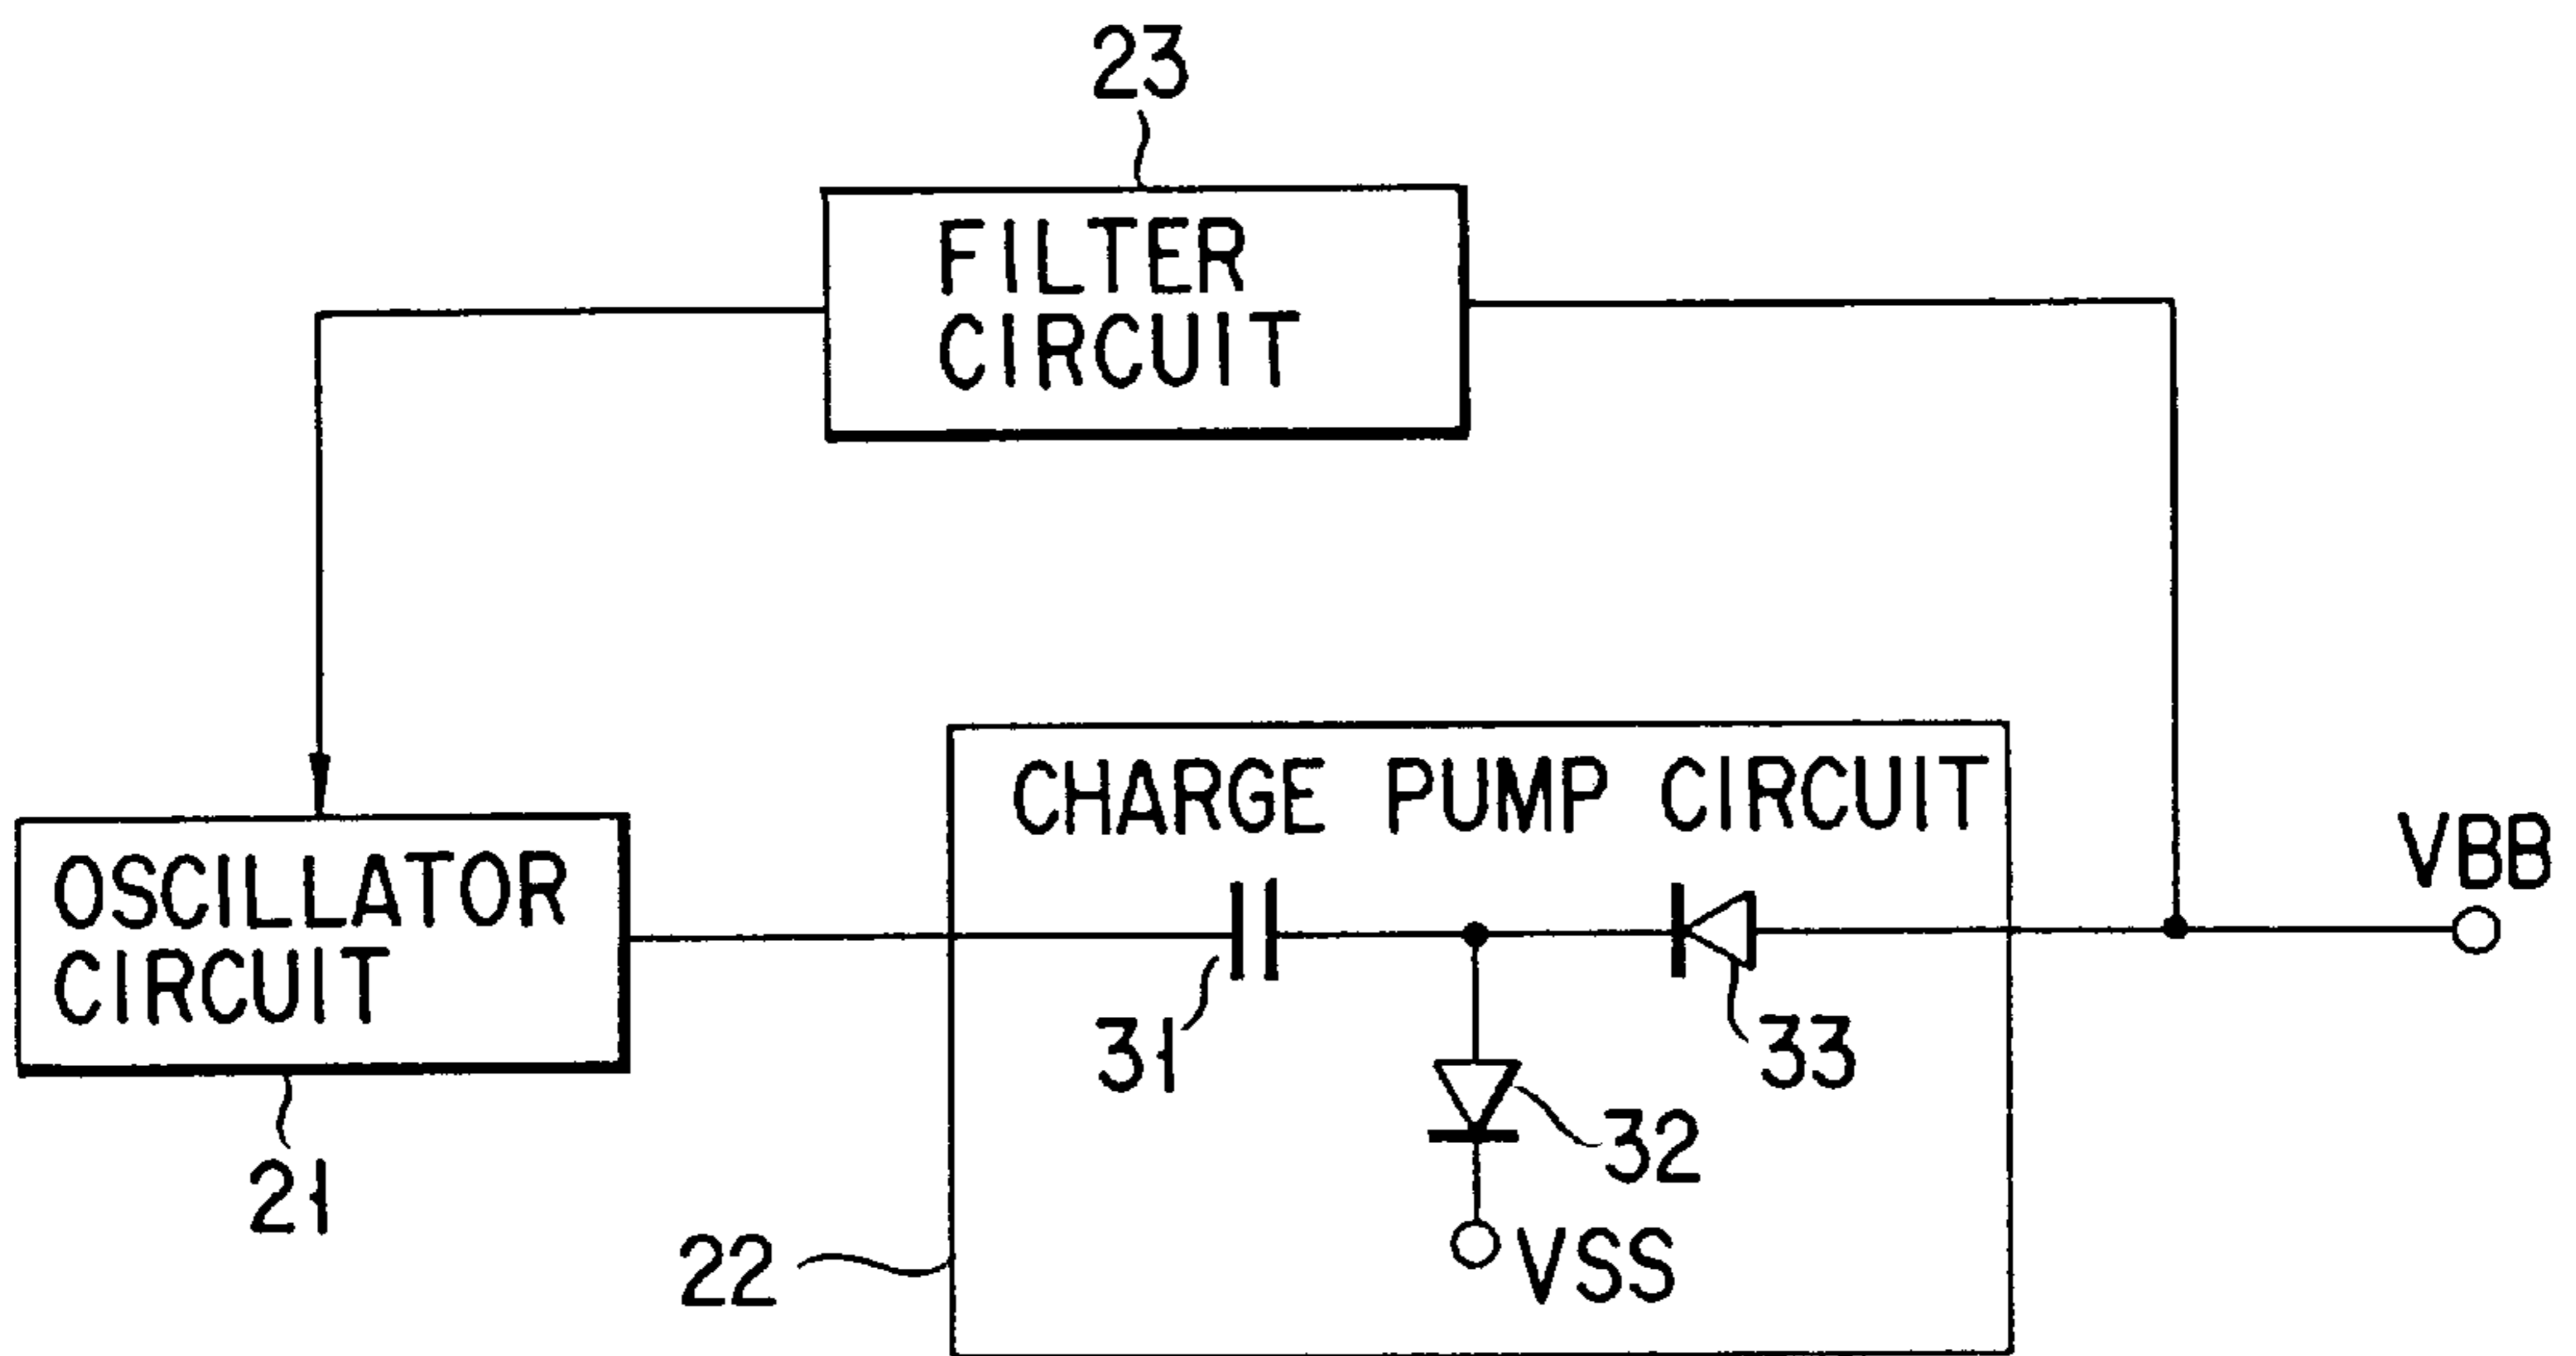 23
FILTER
CIRCUIT
CHARGE PUMP CIRCUIT
VBB
OSCILLATOR
CIRCUIT
31
33
32
21
22
VSS